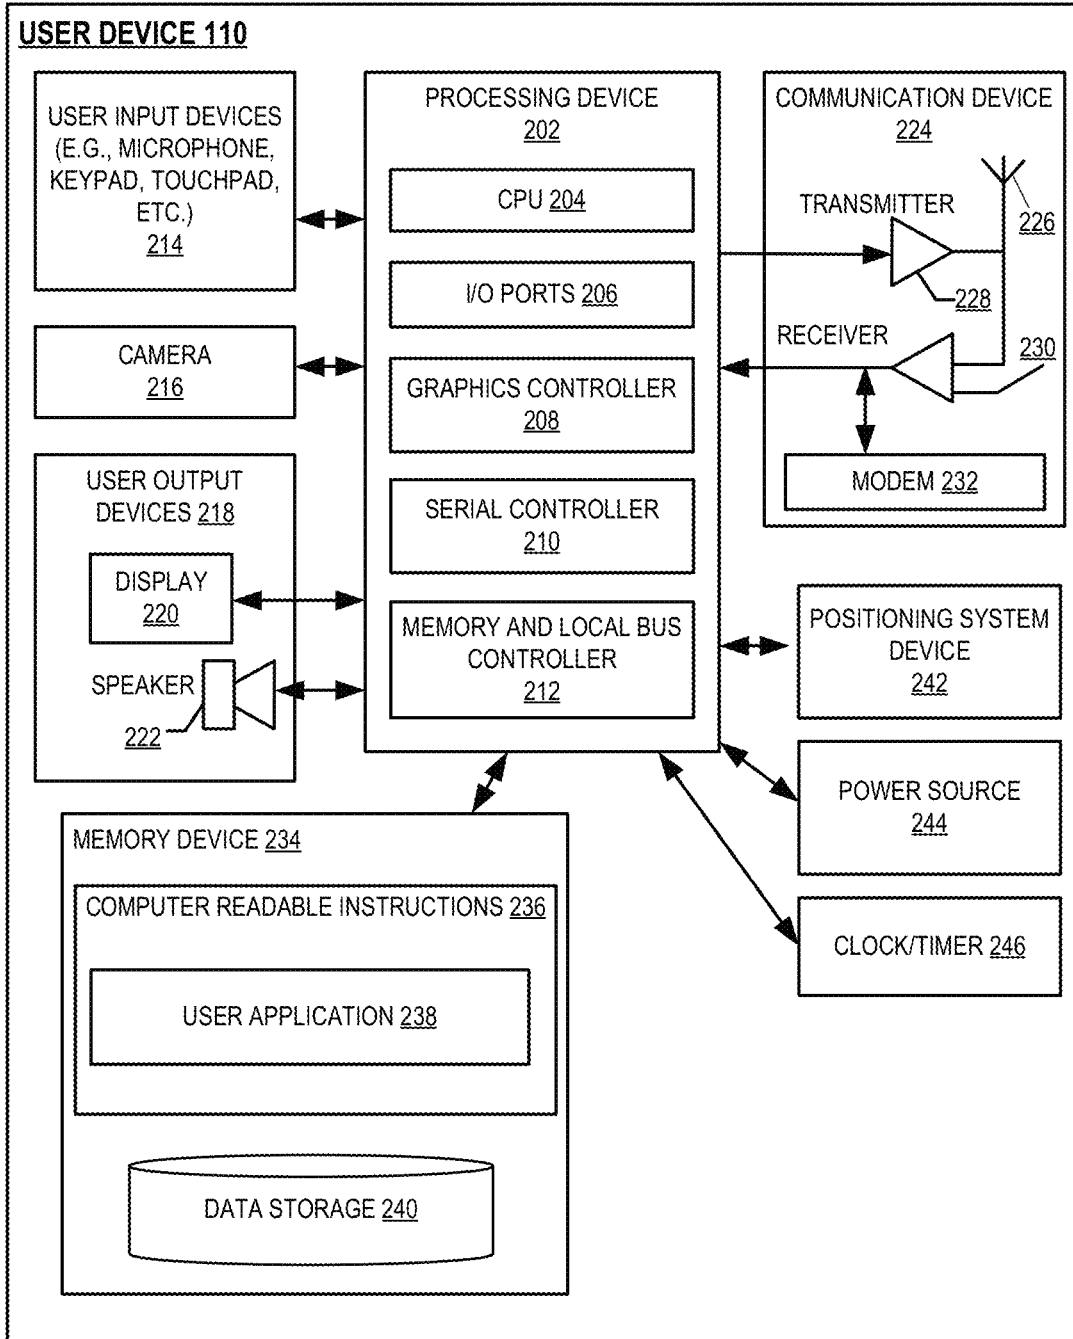 USER DEVICE 110
USER INPUT DEVICES
(E.G., MICROPHONE,
KEYPAD, TOUCHPAD,
ETC.)
214
CAMERA
216
USER OUTPUT
DEVICES 218
DISPLAY
220
SPEAKER
222
PROCESSING DEVICE
202
CPU 204
I/O PORTS 206
GRAPHICS CONTROLLER
208
SERIAL CONTROLLER
210
MEMORY AND LOCAL BUS
CONTROLLER
212
COMMUNICATION DEVICE
224
TRANSMITTER
226
228
RECEIVER
230
MODEM 232
POSITIONING SYSTEM
DEVICE
242
POWER SOURCE
244
CLOCK/TIMER 246
MEMORY DEVICE 234
COMPUTER READABLE INSTRUCTIONS 236
USER APPLICATION 238
DATA STORAGE 240